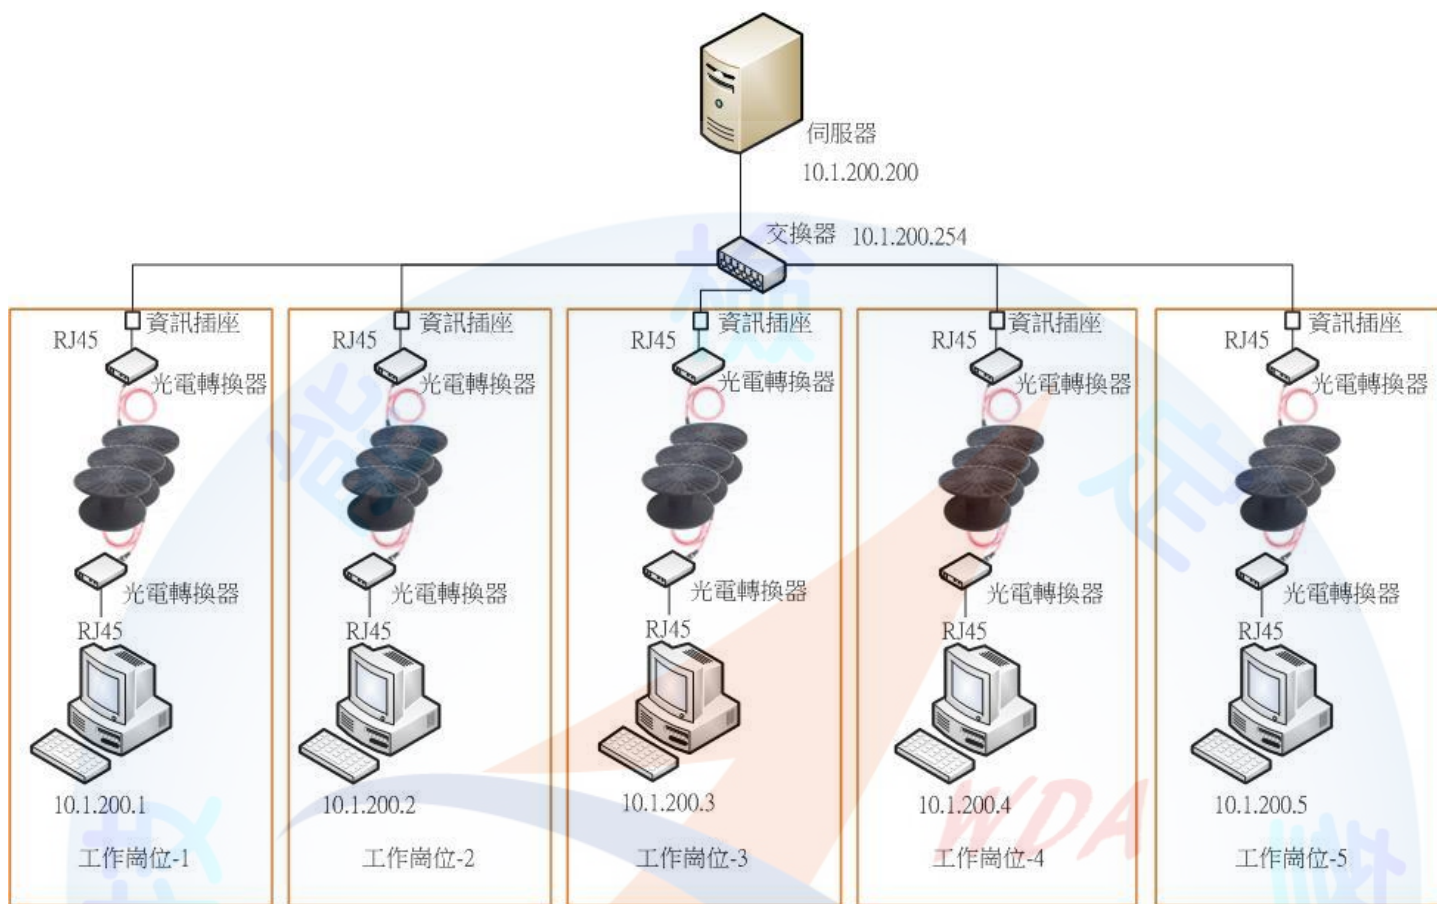 伺服器
10.1.200.200
交換器 10.1.200.254
資訊插座 資訊插座 資訊插座 資訊插座 資訊插座
RJ45 RJ45 RJ45 RJ45 RJ45
光電轉換器 光電轉換器 光電轉換器 光電轉換器 光電轉換器
光電轉換器 光電轉換器 光電轉換器 光電轉換器 光電轉換器
RJ45 RJ45 RJ45 RJ45 RJ45
10.1.200.1 10.1.200.2 10.1.200.3 10.1.200.4 10.1.200.5
工作崗位-1 工作崗位-2 工作崗位-3 工作崗位-4 工作崗位-5
技
能
檢
定
WDA